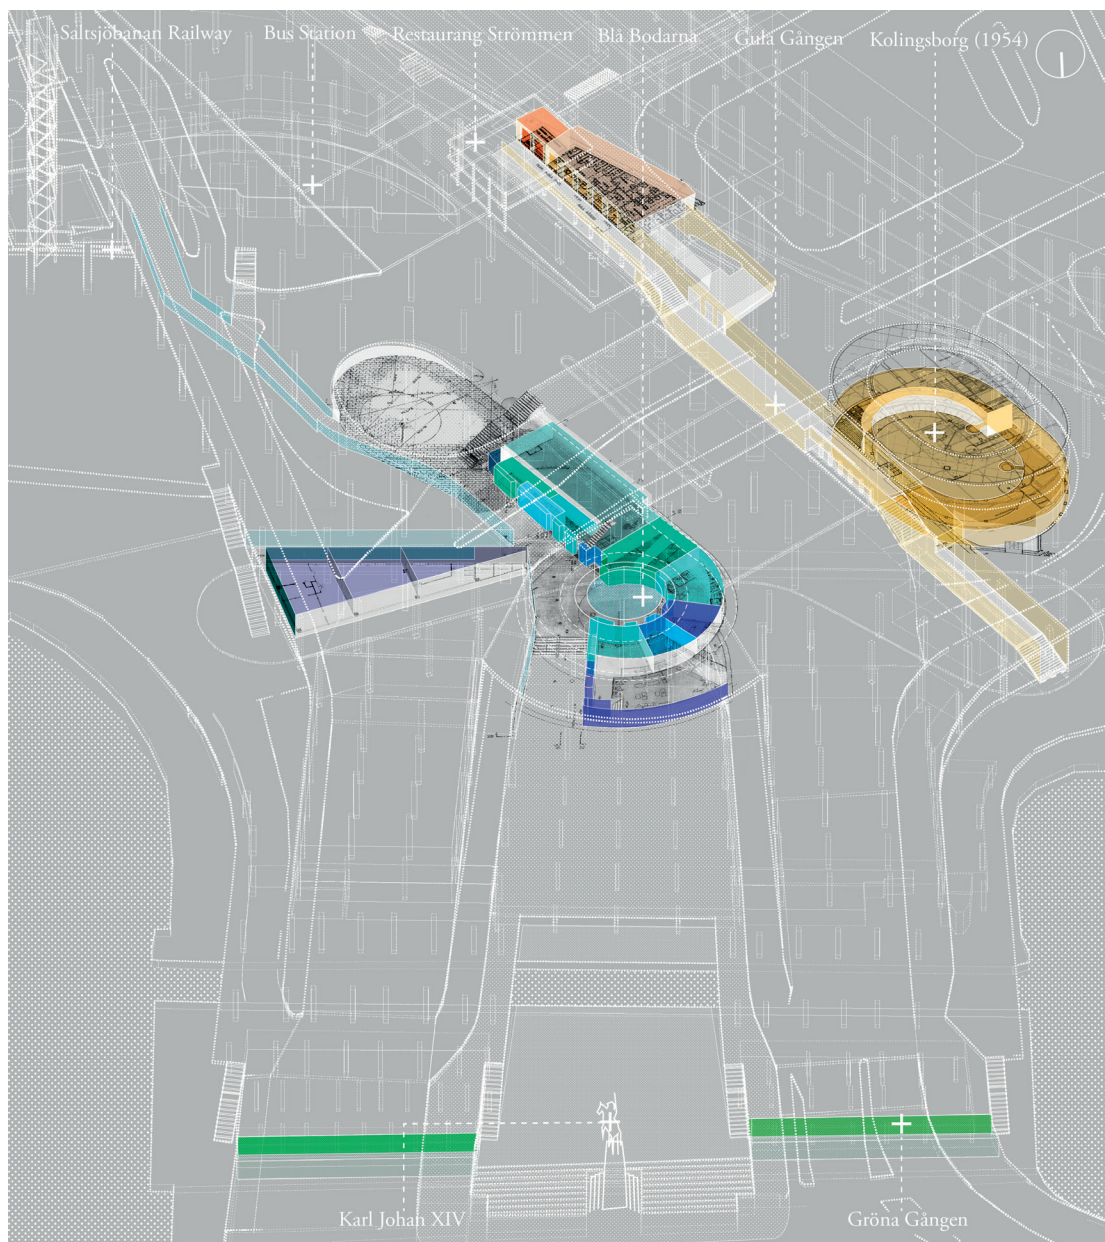 Saltsjöbanan Railway
Bus Station
Restaurang Strömmen
Blå Bodarna
Gula Gången
Kolingsborg (1954)
Karl Johan XIV
Gröna Gången